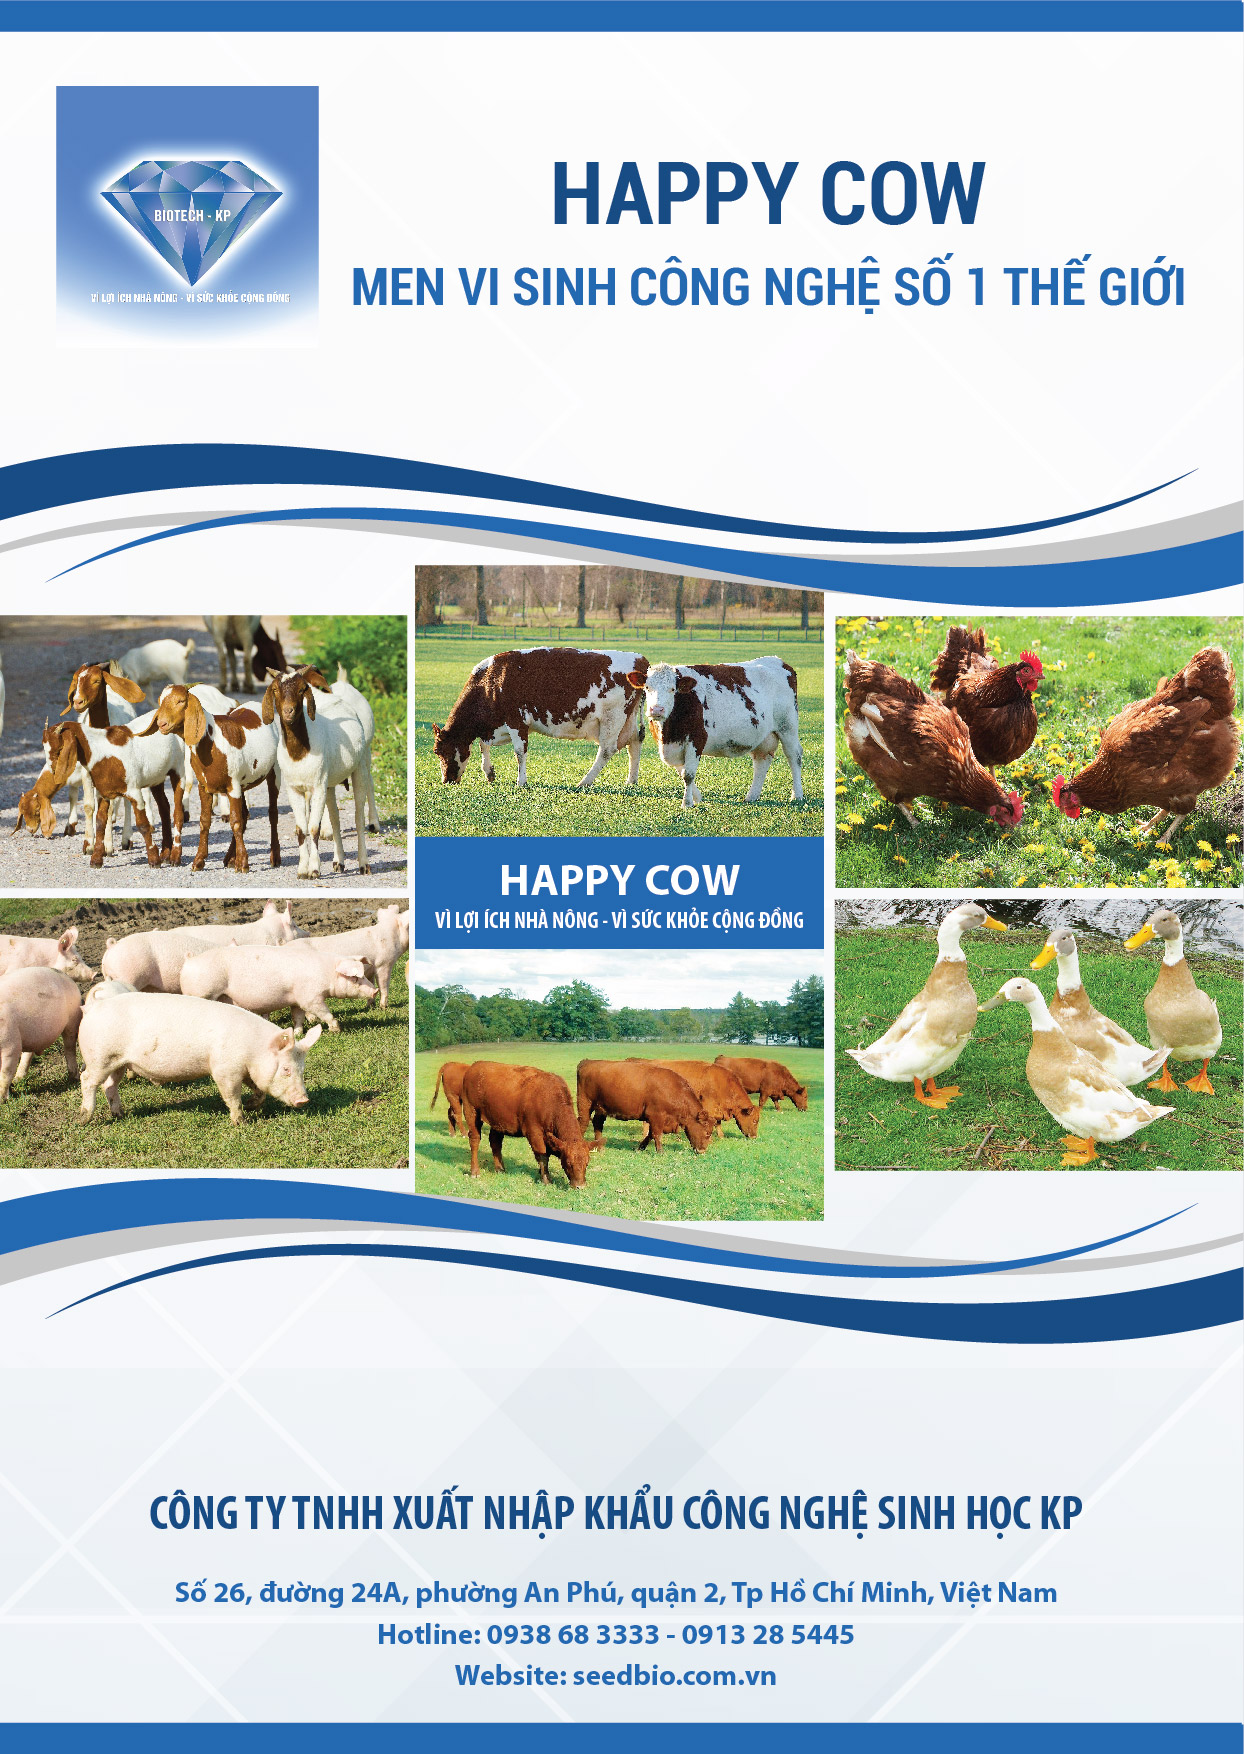 HAPPY COW
MEN VI SINH CÔNG NGHỆ SỐ 1 THẾ GIỚI
BIOTECH - KP
VÌ LỢI ÍCH NHÀ NÔNG - VÌ SỨC KHỎE CỘNG ĐỒNG
HAPPY COW
VÌ LỢI ÍCH NHÀ NÔNG - VÌ SỨC KHỎE CỘNG ĐỒNG
CÔNG TY TNHH XUẤT NHẬP KHẨU CÔNG NGHỆ SINH HỌC KP
Số 26, đường 24A, phường An Phú, quận 2, Tp Hồ Chí Minh, Việt Nam
Hotline: 0938 68 3333 - 0913 28 5445
Website: seedbio.com.vn